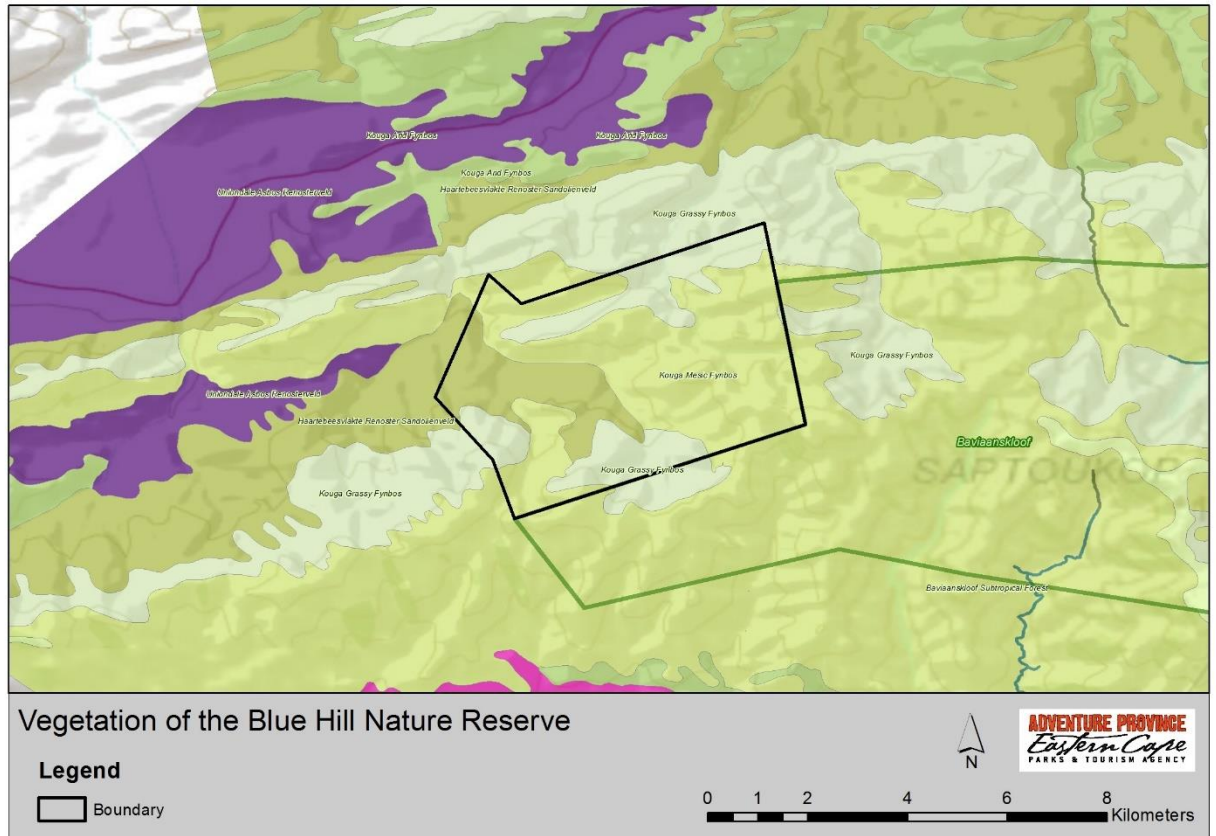 Kouga Arid Fynbos
Kouga Arid Fynbos
Kouga Arid Fynbos
Uniondale Asbos Renosterveld
Haartebeesvlakte Renoster Sandolienveld
Kouga Grassy Fynbos
Kouga Grassy Fynbos
Kouga Mesic Fynbos
Uniondale Asbos Renosterveld
Haartebeesvlakte Renoster Sandolienveld
Baviaanskloof
Kouga Grassy Fynbos
Kouga Grassy Fynbos
Baviaanskloof Subtropical Forest
Vegetation of the Blue Hill Nature Reserve
Legend
Boundary
N
ADVENTURE PROVINCE
Eastern Cape
PARKS & TOURISM AGENCY
0 1 2 4 6 8
Kilometers